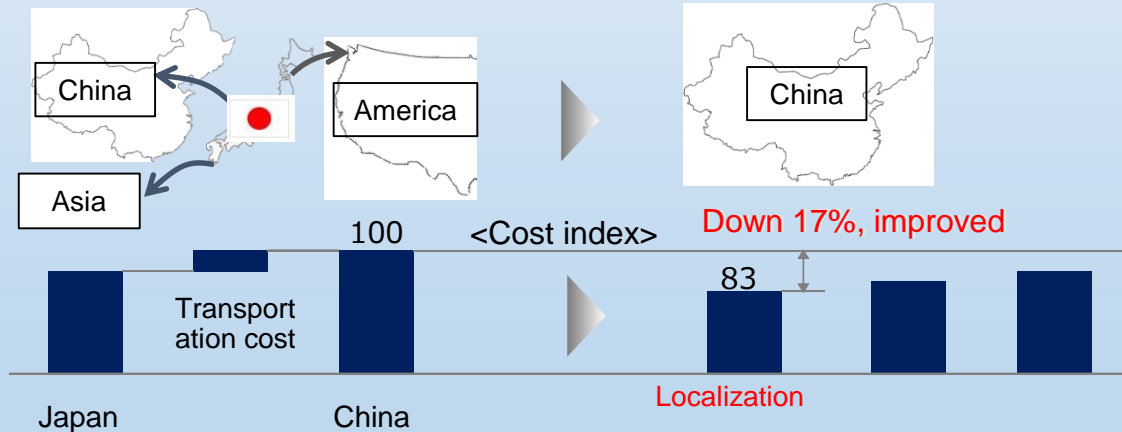 China
America
China
Asia
Down 17%, improved
100
<Cost index>
83
Transport
ation cost
Localization
Japan
China